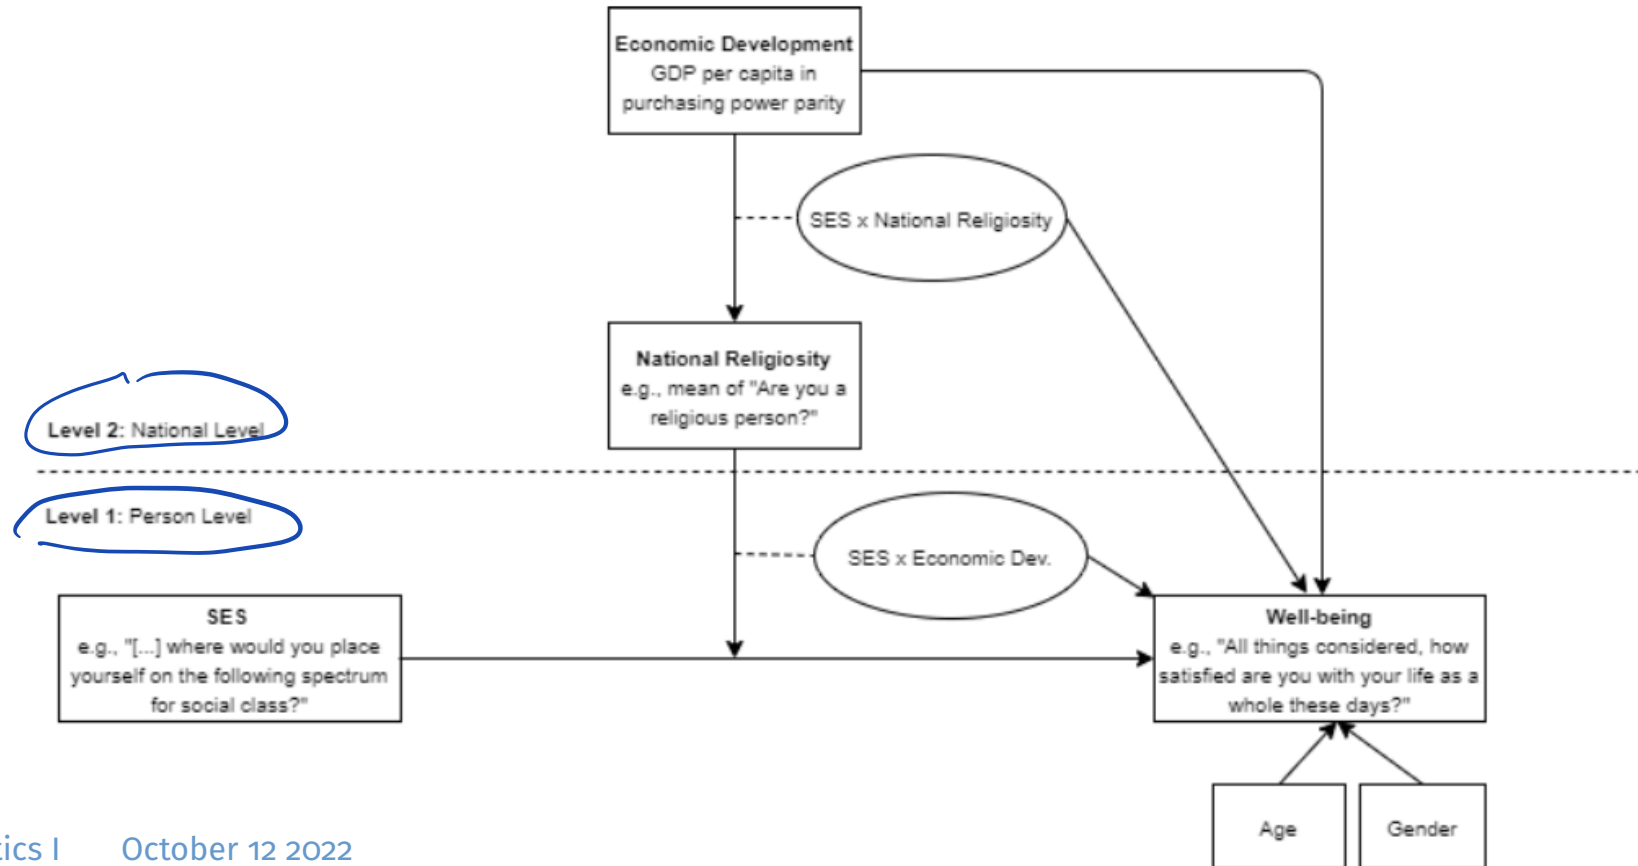 Economic Development
GDP per capita in
purchasing power parity
SES x National Religiosity
National Religiosity
e.g., mean of "Are you a
religious person?"
Level 2: National Level
Level 1: Person Level
SES x Economic Dev.
SES
e.g., "[...] where would you place
yourself on the following spectrum
for social class?"
Well-being
e.g., "All things considered, how
satisfied are you with your life as a
whole these days?"
Age
Gender
tics I
October 12 2022